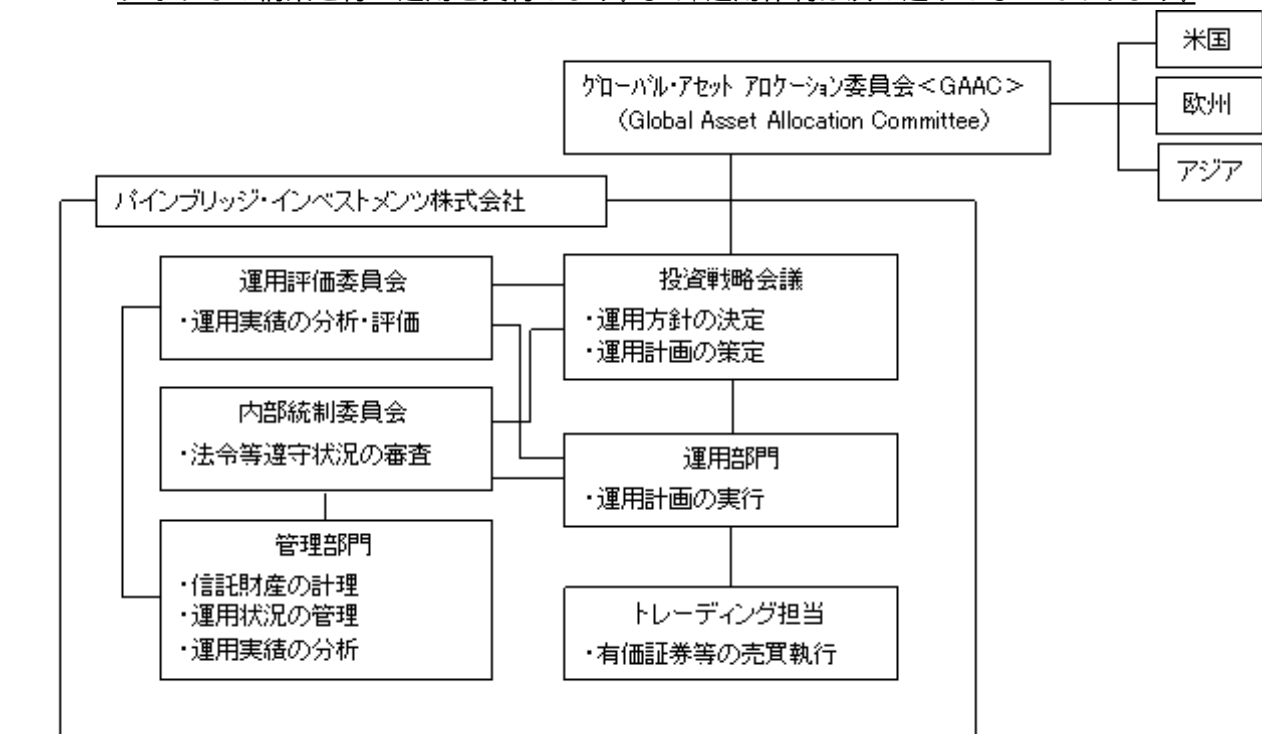 米国
グローバル・アセット アロケーション委員会<GAAC>
(Global Asset Allocation Committee)
欧州
アジア
パインブリッジ・インベストメンツ株式会社
運用評価委員会
・運用実績の分析・評価
投資戦略会議
・運用方針の決定
・運用計画の策定
内部統制委員会
・法令等遵守状況の審査
運用部門
・運用計画の実行
管理部門
・信託財産の計理
・運用状況の管理
・運用実績の分析
トレーディング担当
・有価証券等の売買執行